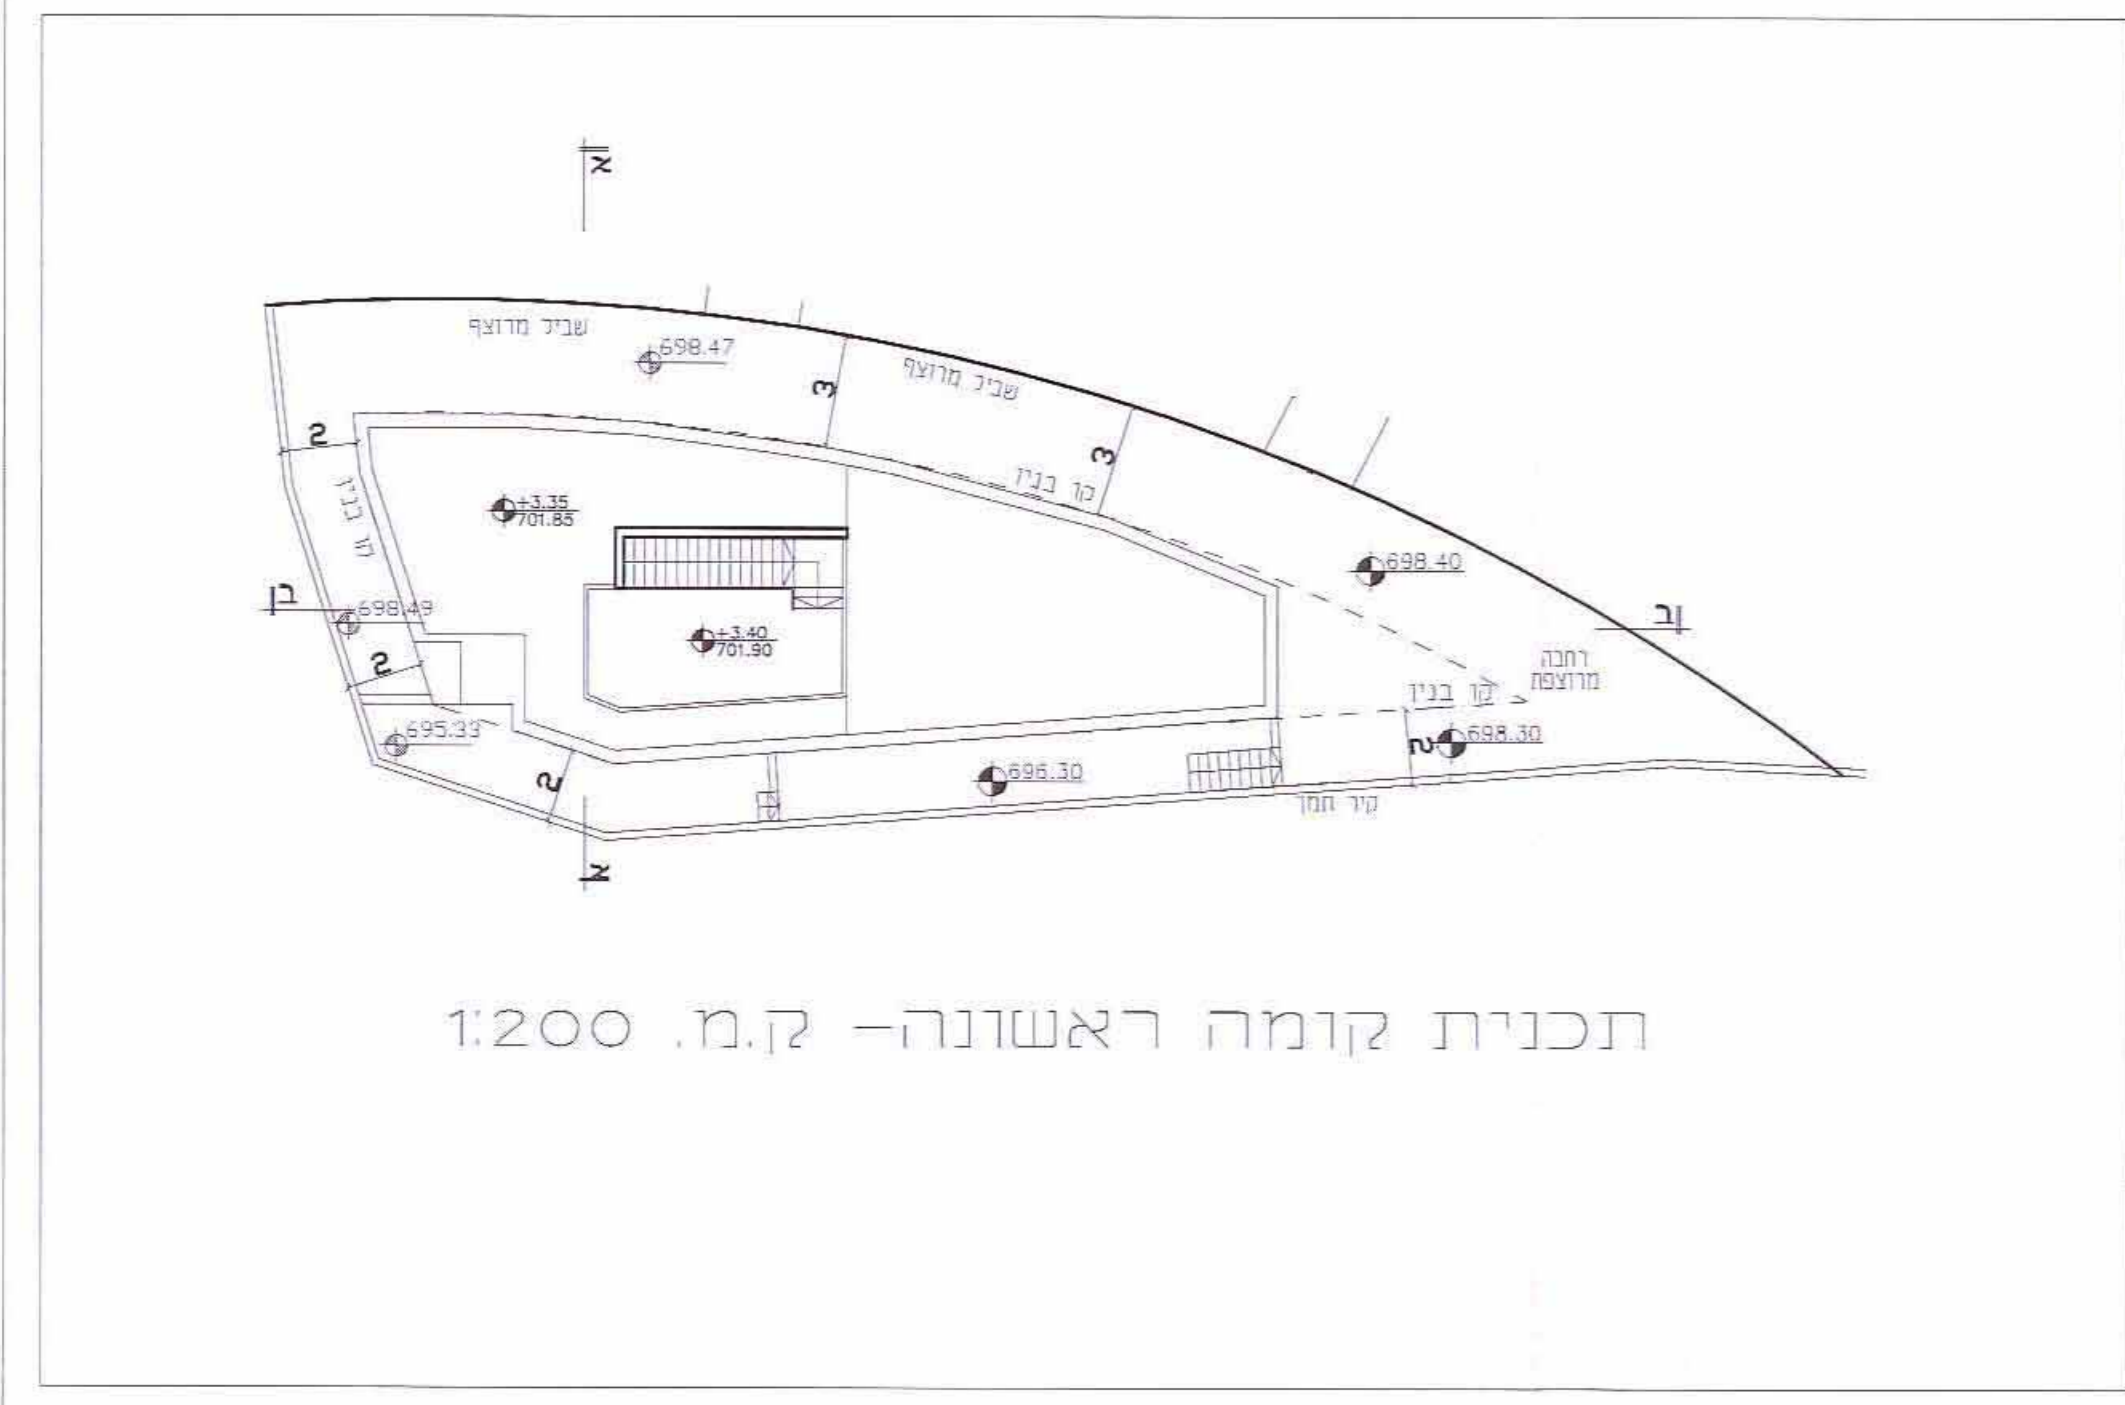 א
שביל מרוצף
698.47
3
שביל מרוצף
2
3
קו בנין
קו בנין
+3.35
701.85
698.40
ב
698.49
ב
+3.40
701.90
2
רחבה
מרוצפת
קו בנין
695.33
2
698.30
2
696.30
קיר תמך
א
תכנית קומה ראשונה- ק.מ. 1:200